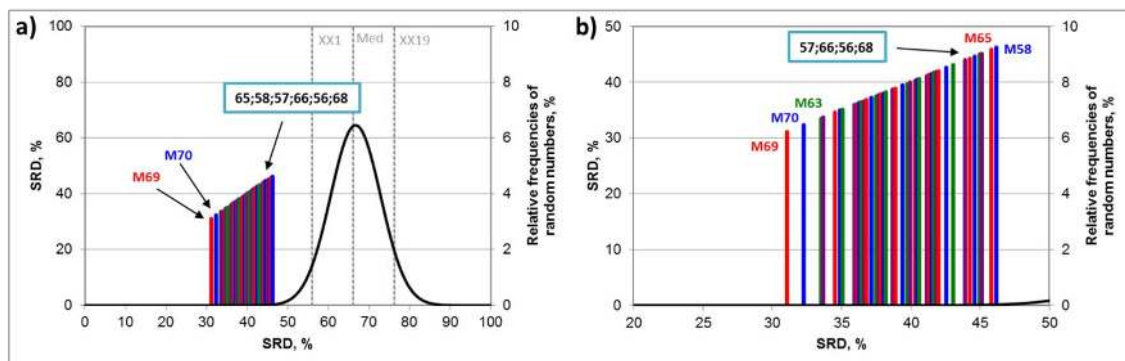 a)
100
80
60
40
20
0
SRD, %
0 10 20 30 40 50 60 70 80 90 100
SRD, %
10
8
6
4
2
0
Relative frequencies of
random numbers, %
XX1 Med XX19
65;58;57;66;56;68
M70
M69
b)
50
40
30
20
10
0
SRD, %
20 25 30 35 40 45 50
SRD, %
10
8
6
4
2
0
Relative frequencies of
random numbers, %
M65
57;66;56;68
M58
M63
M70
M69